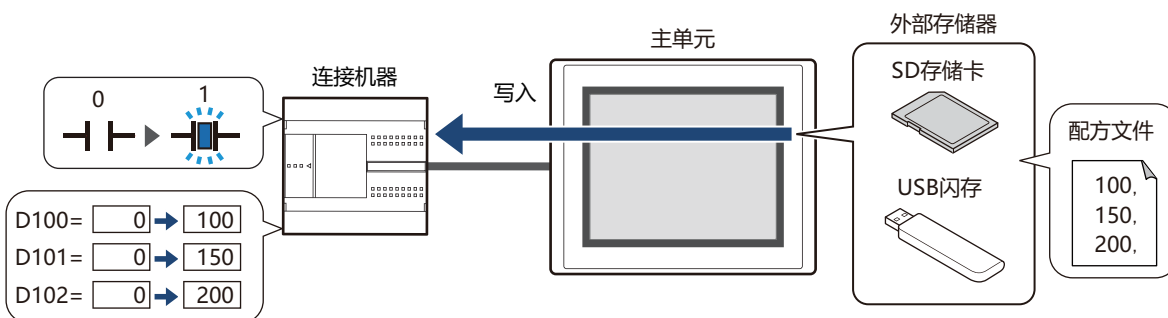 外部存储器
主单元
SD存储卡
连接机器
写入
0 1
配方文件
100,
150,
200,
USB闪存
D100= 0 100
D101= 0 150
D102= 0 200